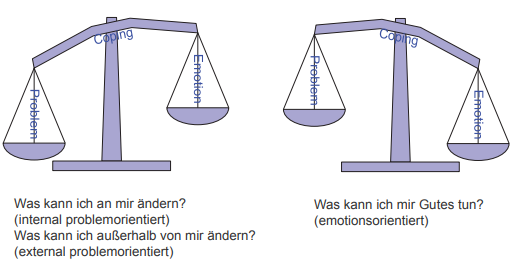 Coping
Problem
Emotion
Was kann ich an mir ändern?
(internal problemorientiert)
Was kann ich außerhalb von mir ändern?
(external problemorientiert)
Coping
Problem
Emotion
Was kann ich mir Gutes tun?
(emotionsorientiert)